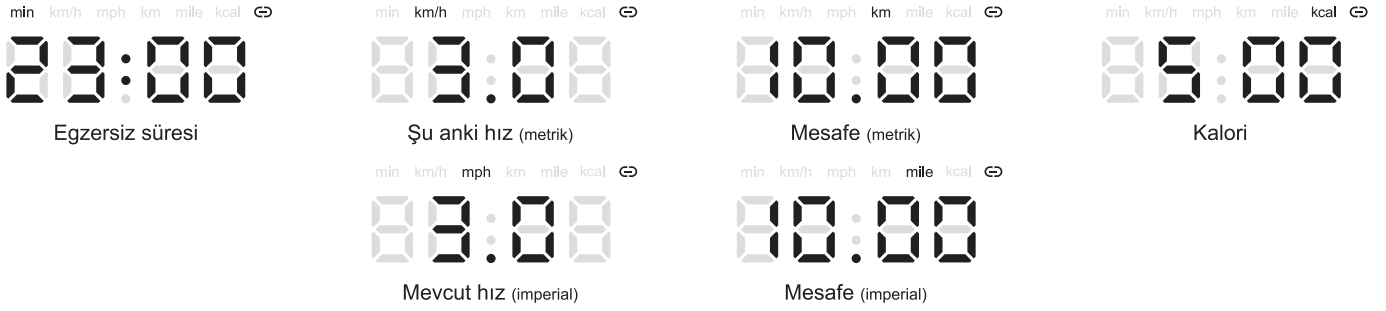 min km/h mph km mile kcal
23:00
Egzersiz süresi
min km/h mph km mile kcal
3.0
Şu anki hız (metrik)
min km/h mph km mile kcal
10.00
Mesafe (metrik)
min km/h mph km mile kcal
500
Kalori
min km/h mph km mile kcal
3.0
Mevcut hız (imperial)
min km/h mph km mile kcal
10.00
Mesafe (imperial)